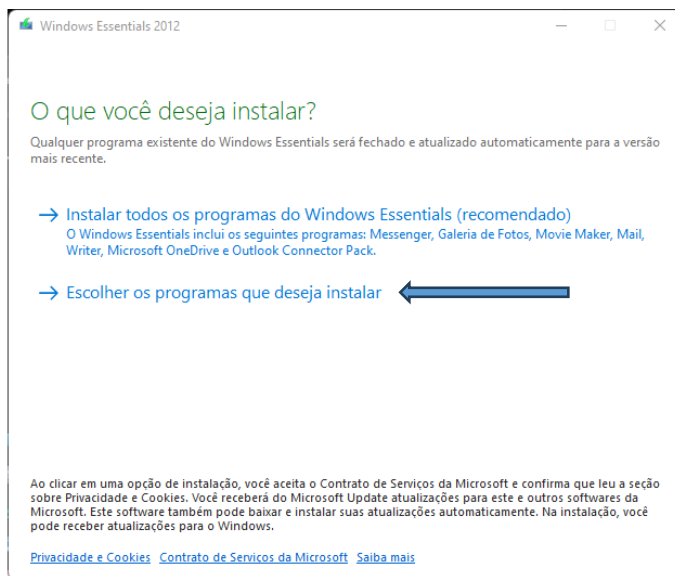 Windows Essentials 2012
O que você deseja instalar?
Qualquer programa existente do Windows Essentials será fechado e atualizado automaticamente para a versão
mais recente.
Instalar todos os programas do Windows Essentials (recomendado)
O Windows Essentials inclui os seguintes programas: Messenger, Galeria de Fotos, Movie Maker, Mail,
Writer, Microsoft OneDrive e Outlook Connector Pack.
Escolher os programas que deseja instalar
Ao clicar em uma opção de instalação, você aceita o Contrato de Serviços da Microsoft e confirma que leu a seção
sobre Privacidade e Cookies. Você receberá do Microsoft Update atualizações para este e outros softwares da
Microsoft. Este software também pode baixar e instalar suas atualizações automaticamente. Na instalação, você
pode receber atualizações para o Windows.
Privacidade e Cookies Contrato de Serviços da Microsoft Saiba mais